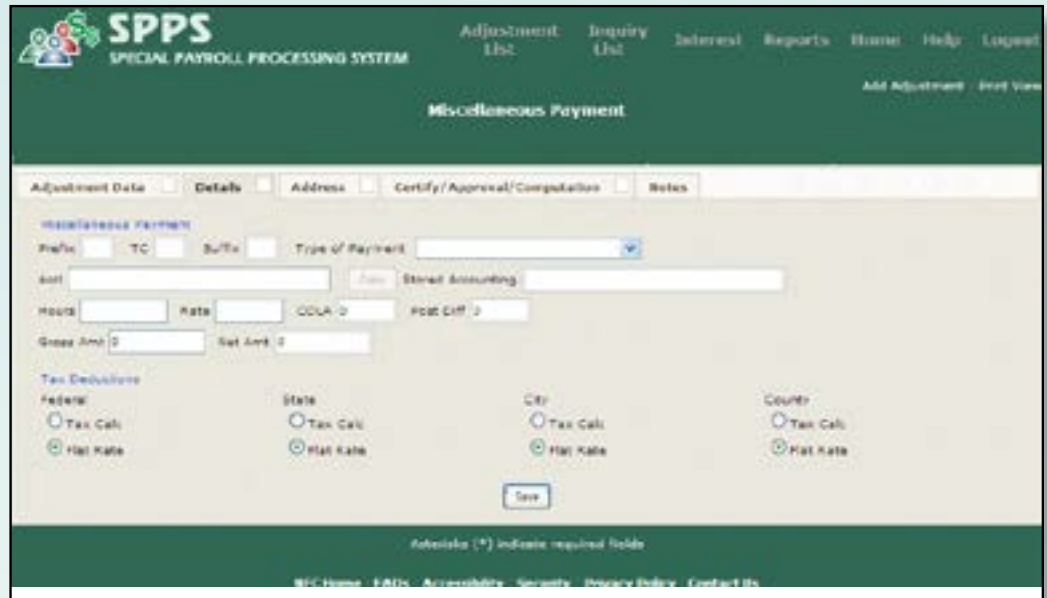 SPPS
SPECIAL PAYROLL PROCESSING SYSTEM
Adjustment List Inquiry List Interest Reports Home Help Logout
Add Adjustment Print View
Miscellaneous Payment
Adjustment Data Details Address Certify/Approval/Computation Notes
Miscellaneous Payment
Prefix TC Suffix Type of Payment
Acct Stored Accounting
Hours Rate COLA 0 Post Diff 0
Gross Amt 0 Net Amt 0
Tax Deductions
Federal State City County
Tax Calc Tax Calc Tax Calc Tax Calc
Flat Rate Flat Rate Flat Rate Flat Rate
Save
Asterisks (*) indicate required fields
NFC Home FAQs Accessibility Security Privacy Policy Contact Us